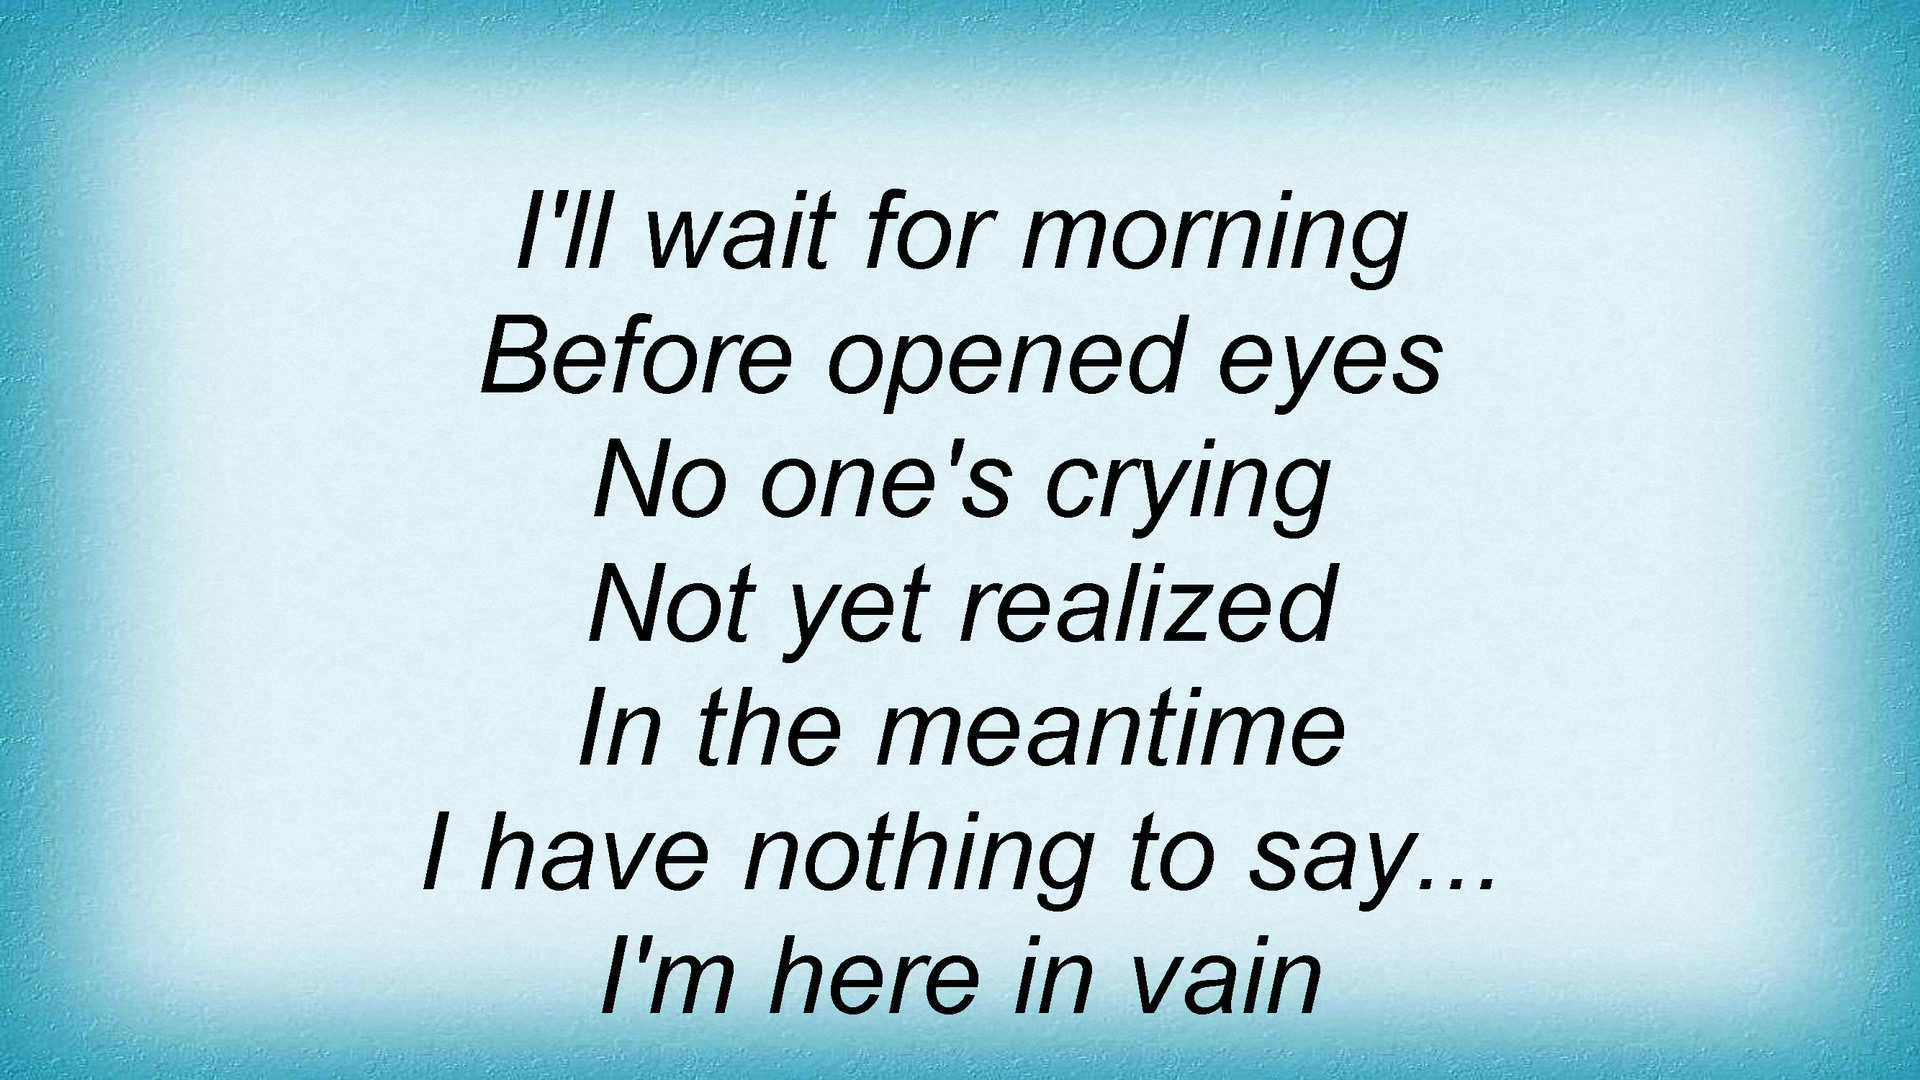 I'll wait for morning
Before opened eyes
No one's crying
Not yet realized
In the meantime
I have nothing to say...
I'm here in vain